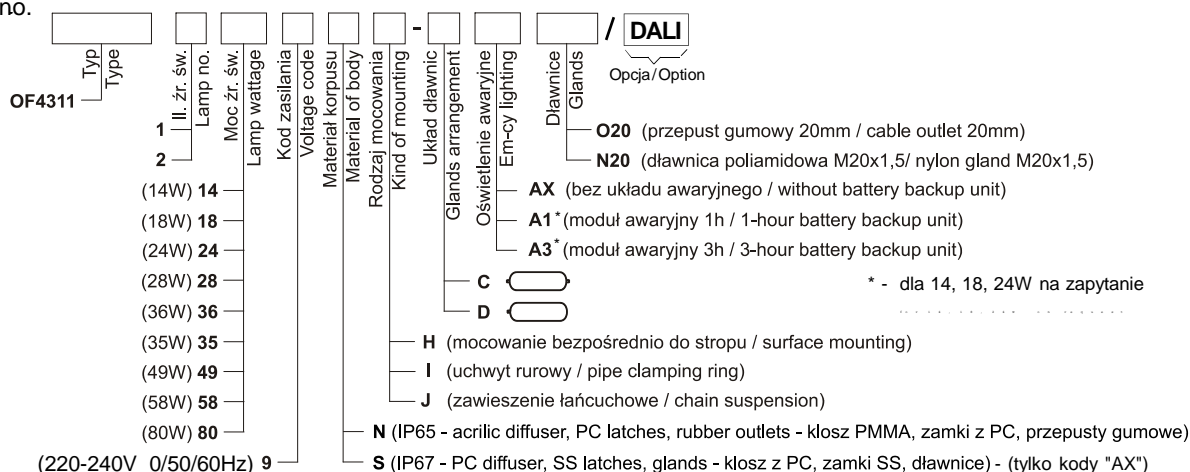 no.
- / DALI
Opcja/Option
Typ
Type
Il. źr. św.
Lamp no.
Moc źr. św.
Lamp wattage
Kod zasilania
Voltage code
Materiał korpusu
Material of body
Rodzaj mocowania
Kind of mounting
Układ dławnic
Glands arrangement
Oświetlenie awaryjne
Em-cy lighting
Dławnice
Glands
OF4311
1
2
O20 (przepust gumowy 20mm / cable outlet 20mm)
N20 (dławnica poliamidowa M20x1,5/ nylon gland M20x1,5)
(14W) 14
AX (bez układu awaryjnego / without battery backup unit)
(18W) 18
A1* (moduł awaryjny 1h / 1-hour battery backup unit)
(24W) 24
A3* (moduł awaryjny 3h / 3-hour battery backup unit)
(28W) 28
C
* - dla 14, 18, 24W na zapytanie
(36W) 36
D
(35W) 35
H (mocowanie bezpośrednio do stropu / surface mounting)
(49W) 49
I (uchwyt rurowy / pipe clamping ring)
(58W) 58
J (zawieszenie łańcuchowe / chain suspension)
(80W) 80
N (IP65 - acrilic diffuser, PC latches, rubber outlets - klosz PMMA, zamki z PC, przepusty gumowe)
(220-240V 0/50/60Hz) 9
S (IP67 - PC diffuser, SS latches, glands - klosz z PC, zamki SS, dławnice) - (tylko kody "AX")